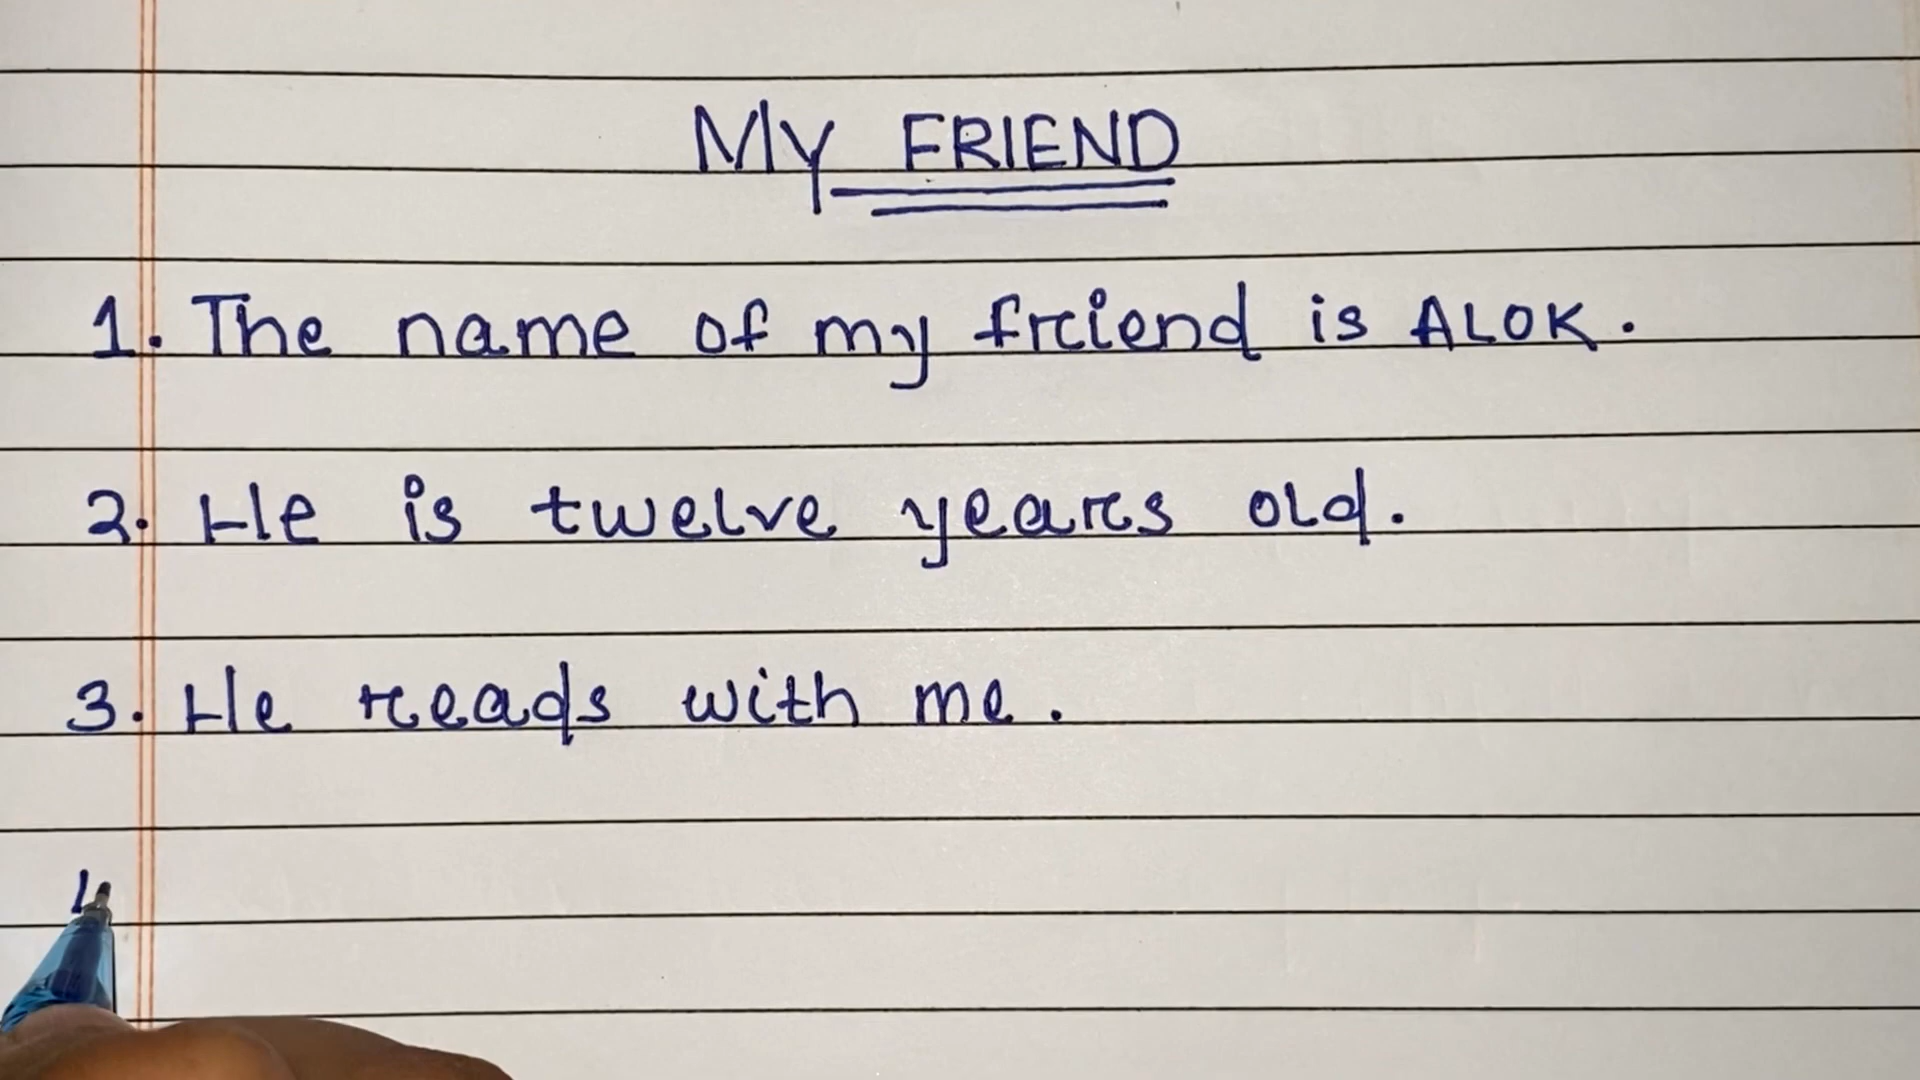 My FRIEND
1. The name of my friend is ALOK.
2. He is twelve years old.
3. He reads with me.